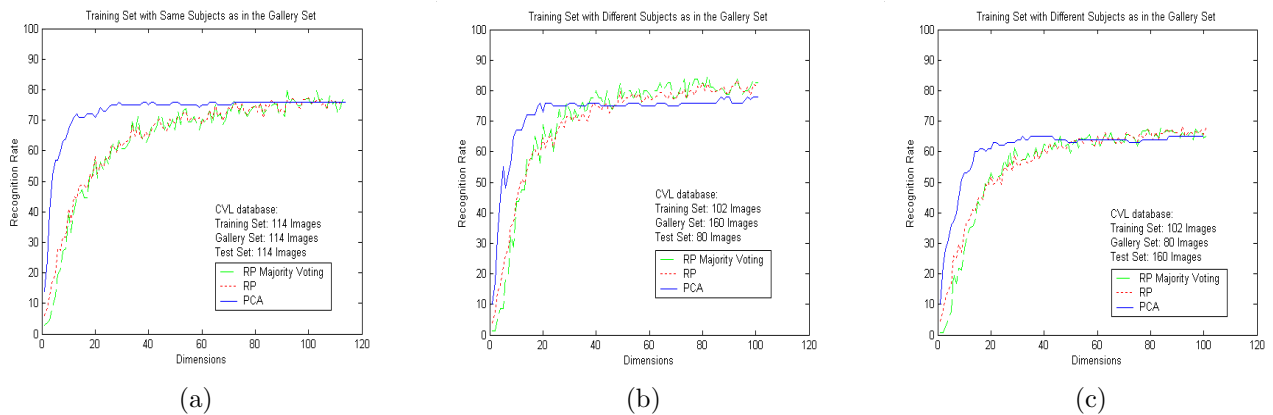 Training Set with Same Subjects as in the Gallery Set
100
90
80
70
60
50
40
30
20
10
0
Recognition Rate
CVL database:
Training Set: 114 Images
Gallery Set: 114 Images
Test Set: 114 Images
RP Majority Voting
RP
PCA
0 20 40 60 80 100 120
Dimensions
(a)
Training Set with Different Subjects as in the Gallery Set
100
90
80
70
60
50
40
30
20
10
0
Recognition Rate
CVL database:
Training Set: 102 Images
Gallery Set: 160 Images
Test Set: 80 Images
RP Majority Voting
RP
PCA
0 20 40 60 80 100 120
Dimensions
(b)
Training Set with Different Subjects as in the Gallery Set
100
90
80
70
60
50
40
30
20
10
0
Recognition Rate
CVL database:
Training Set: 102 Images
Gallery Set: 80 Images
Test Set: 160 Images
RP Majority Voting
RP
PCA
0 20 40 60 80 100 120
Dimensions
(c)